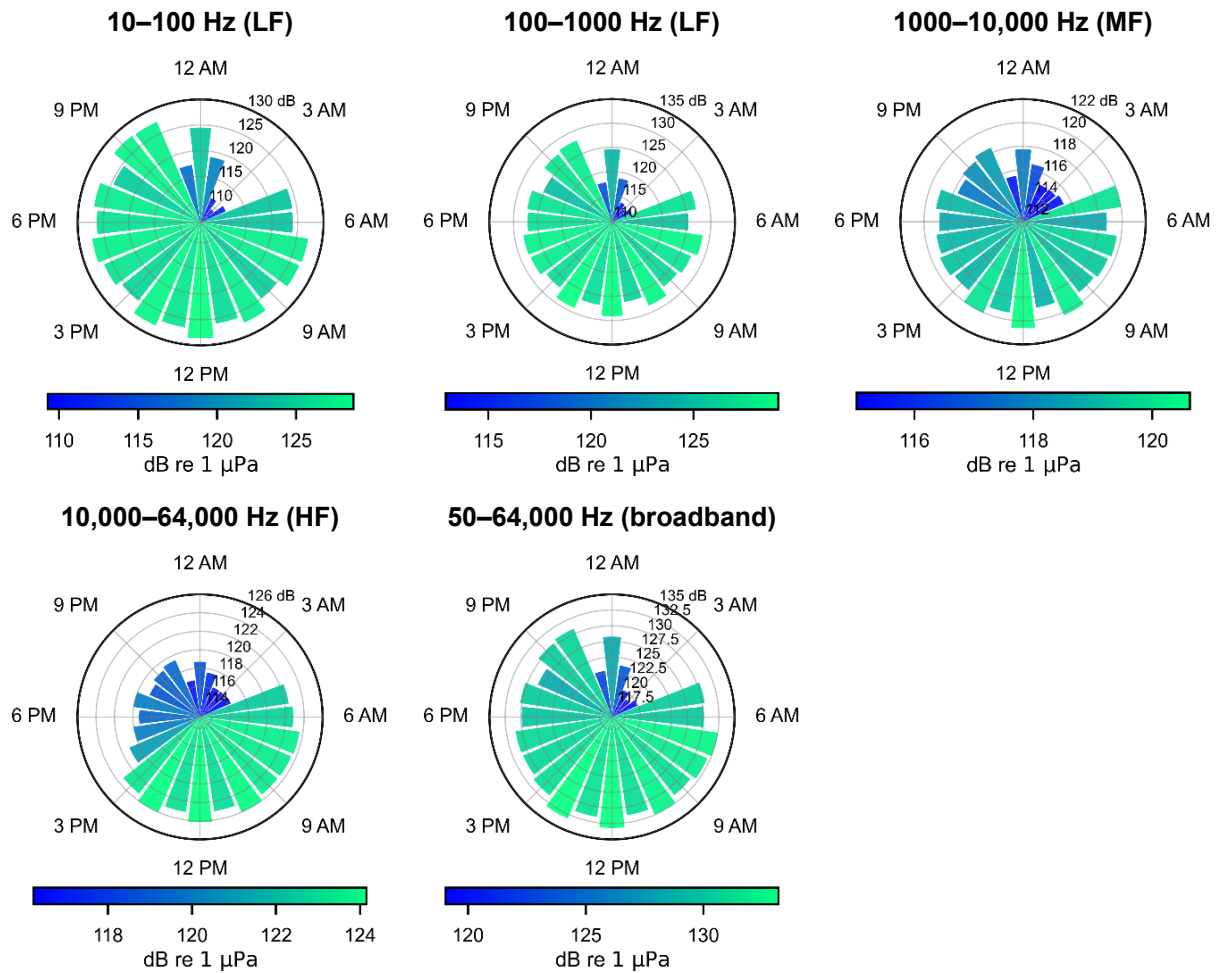 10–100 Hz (LF)
12 AM
9 PM
130 dB
3 AM
125
120
115
110
6 PM
6 AM
3 PM
9 AM
12 PM
110 115 120 125
dB re 1 μPa
100–1000 Hz (LF)
12 AM
9 PM
135 dB
3 AM
130
125
120
115
110
6 PM
6 AM
3 PM
9 AM
12 PM
115 120 125
dB re 1 μPa
1000–10,000 Hz (MF)
12 AM
9 PM
122 dB
3 AM
120
118
116
114
112
6 PM
6 AM
3 PM
9 AM
12 PM
116 118 120
dB re 1 μPa
10,000–64,000 Hz (HF)
12 AM
9 PM
126 dB
3 AM
124
122
120
118
116
114
6 PM
6 AM
3 PM
9 AM
12 PM
118 120 122 124
dB re 1 μPa
50–64,000 Hz (broadband)
12 AM
9 PM
135 dB
3 AM
132.5
130
127.5
125
122.5
120
117.5
6 PM
6 AM
3 PM
9 AM
12 PM
120 125 130
dB re 1 μPa